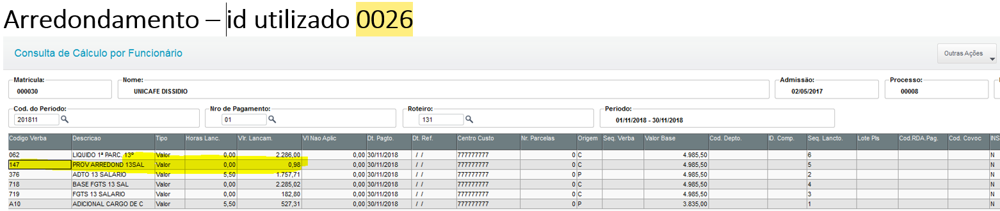 Arredondamento – id utilizado 0026
Consulta de Cálculo por Funcionário
Outras Ações
Matricula: Nome: Admissão: Processo:
000030 UNICAFE DISSIDIO 02/05/2017 00008
Cod. do Periodo: Nro de Pagamento: Roteiro: Periodo:
201811 01 131 01/11/2018 - 30/11/2018
Codigo Verba Descricao Tipo Horas Lanc. Vlr. Lancam. Vl Nao Aplic Dt. Pagto. Dt. Ref. Centro Custo Nr. Parcelas Origem Seq. Verba Valor Base Cod. Depto. ID. Comp. Seq. Lancto. Lote Pls Cod.RDA.Pag. Cod. Covoc INS
062 LIQUIDO 1ª PARC. 13º Valor 0,00 2.286,00 0,00 30/11/2018 / / 777777777 0 C 4.985,50 6 N
147 PROV ARREDOND 13SAL Valor 0,00 0,98 0,00 30/11/2018 / / 777777777 0 C 4.985,50 5 N
376 ADTO 13 SALARIO Valor 5,50 1.757,71 0,00 30/11/2018 / / 777777777 0 P 4.985,50 2 N
718 BASE FGTS 13 SAL Valor 0,00 2.285,02 0,00 30/11/2018 / / 777777777 0 C 4.985,50 4 N
719 FGTS 13 SALARIO Valor 0,00 182,80 0,00 30/11/2018 / / 777777777 0 C 4.985,50 3 N
A10 ADICIONAL CARGO DE C Valor 5,50 527,31 0,00 30/11/2018 / / 777777777 0 P 3.835,00 1 N